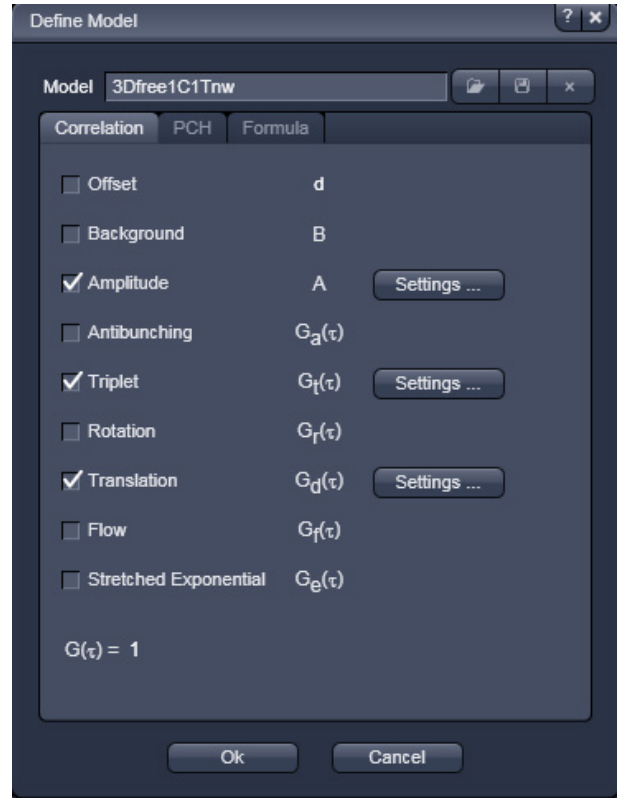 Define Model ? ×
Model 3Dfree1C1Tnw ×
Correlation PCH Formula
Offset d
Background B
Amplitude A Settings ...
Antibunching Ga(τ)
Triplet Gt(τ) Settings ...
Rotation Gr(τ)
Translation Gd(τ) Settings ...
Flow Gf(τ)
Stretched Exponential Ge(τ)
G(τ) = 1
Ok Cancel